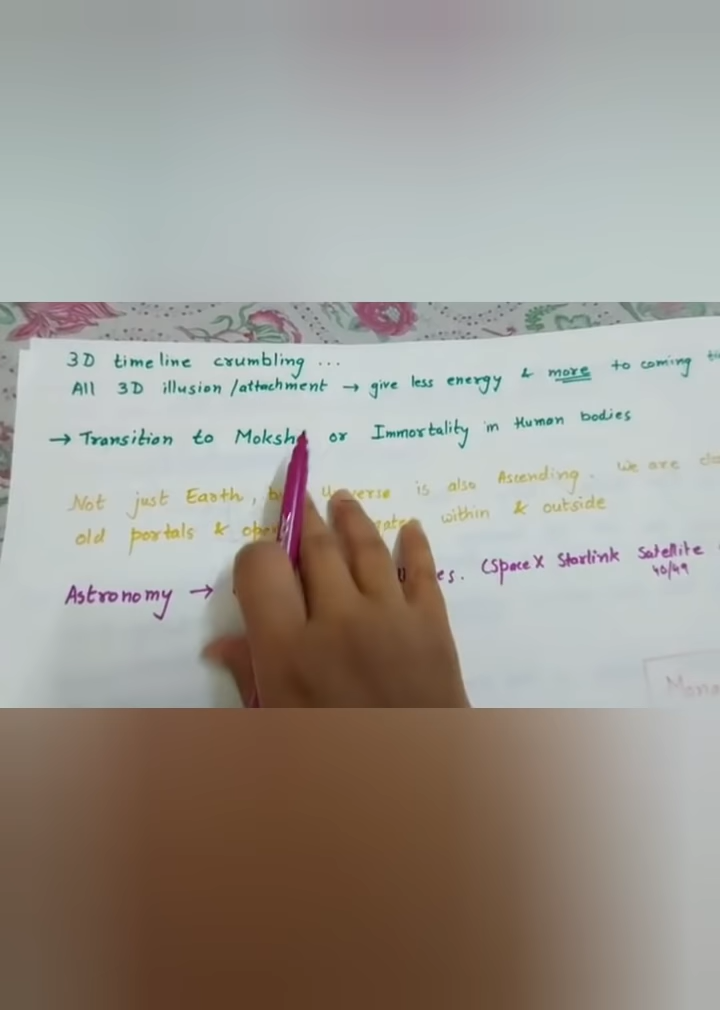 3D timeline crumbling ...
All 3D illusion/attachment → give less energy & more to coming
→ Transition to Moksh or Immortality in Human bodies
Not just Earth, is also Ascending. We are
old portals & within & outside
Astronomy → (SpaceX Starlink Satellite
40/49